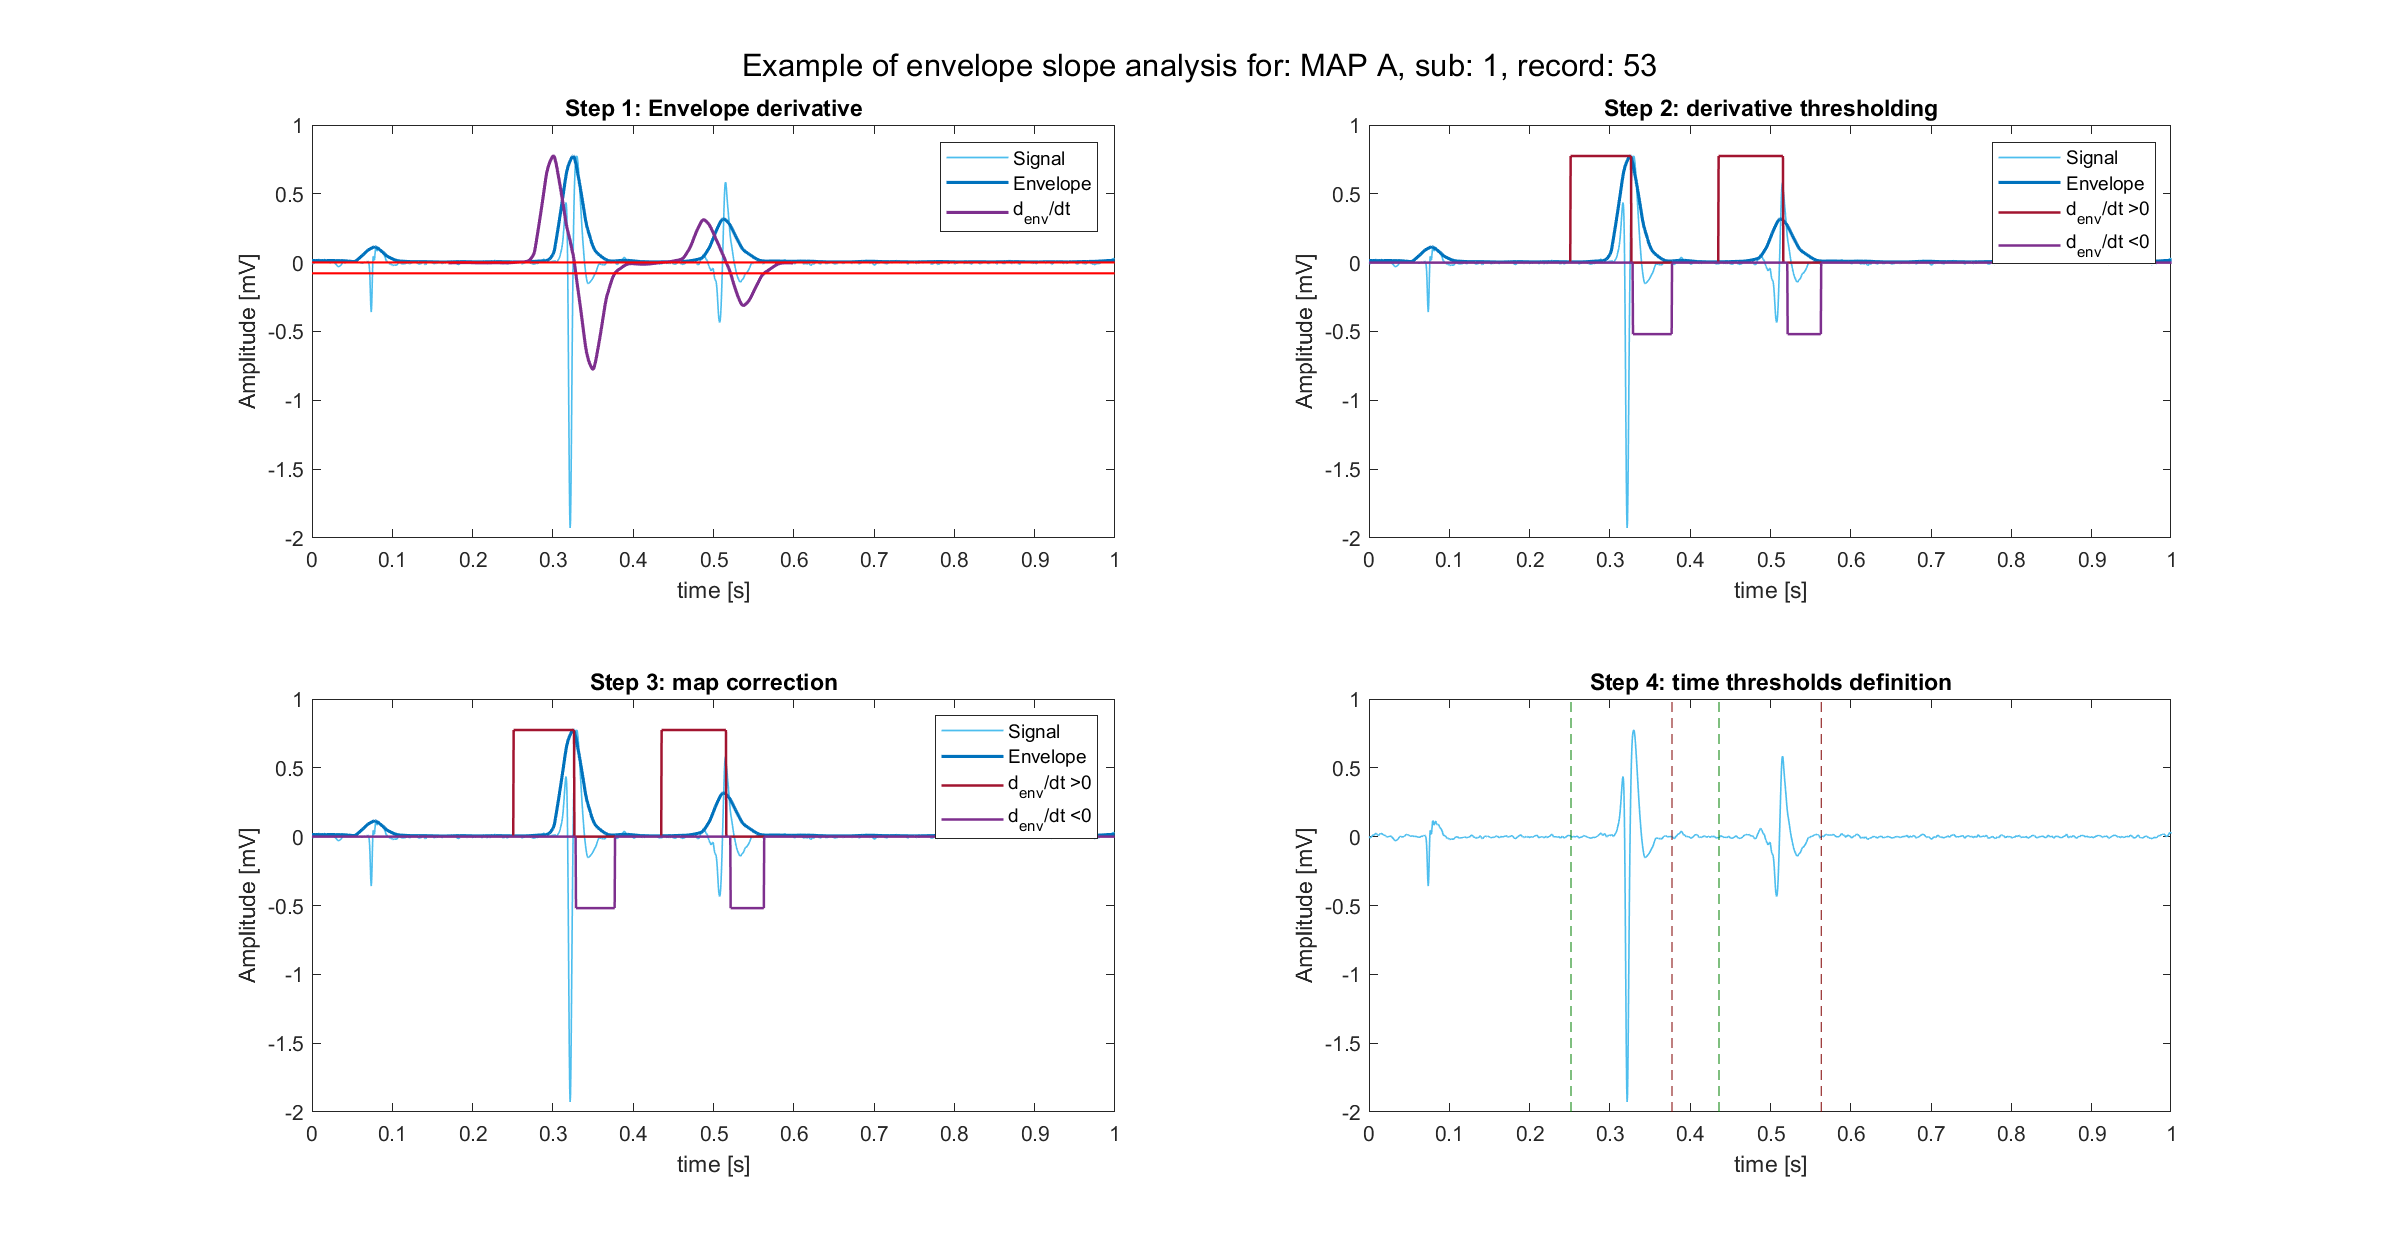 Example of envelope slope analysis for: MAP A, sub: 1, record: 53
Step 1: Envelope derivative
1
0.5
0
-0.5
-1
-1.5
-2
Amplitude [mV]
0 0.1 0.2 0.3 0.4 0.5 0.6 0.7 0.8 0.9 1
time [s]
Signal
Envelope
d_env/dt
Step 2: derivative thresholding
1
0.5
0
-0.5
-1
-1.5
-2
Amplitude [mV]
0 0.1 0.2 0.3 0.4 0.5 0.6 0.7 0.8 0.9 1
time [s]
Signal
Envelope
d_env/dt >0
d_env/dt <0
Step 3: map correction
1
0.5
0
-0.5
-1
-1.5
-2
Amplitude [mV]
0 0.1 0.2 0.3 0.4 0.5 0.6 0.7 0.8 0.9 1
time [s]
Signal
Envelope
d_env/dt >0
d_env/dt <0
Step 4: time thresholds definition
1
0.5
0
-0.5
-1
-1.5
-2
Amplitude [mV]
0 0.1 0.2 0.3 0.4 0.5 0.6 0.7 0.8 0.9 1
time [s]